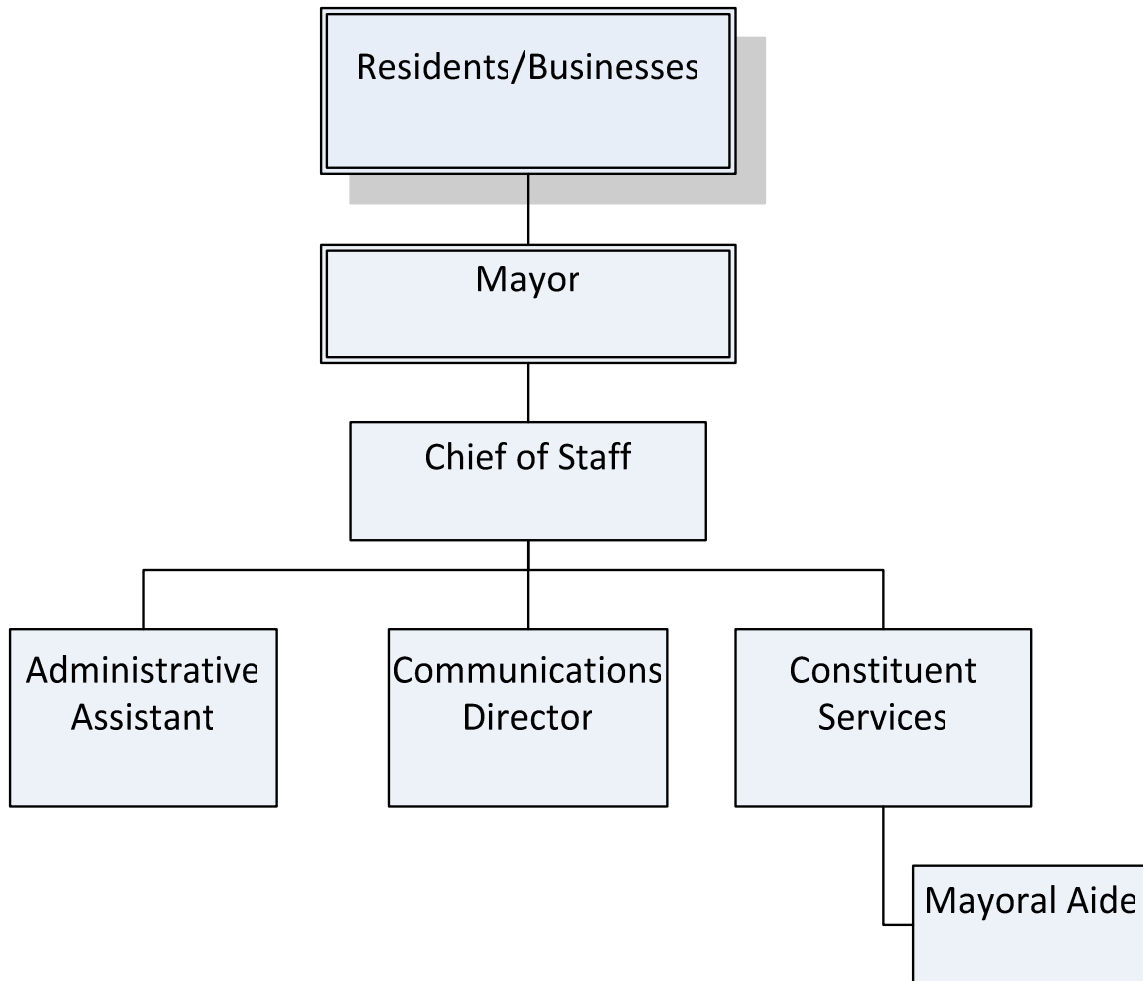 Residents/Businesses
Mayor
Chief of Staff
Administrative
Assistant
Communications
Director
Constituent
Services
Mayoral Aide